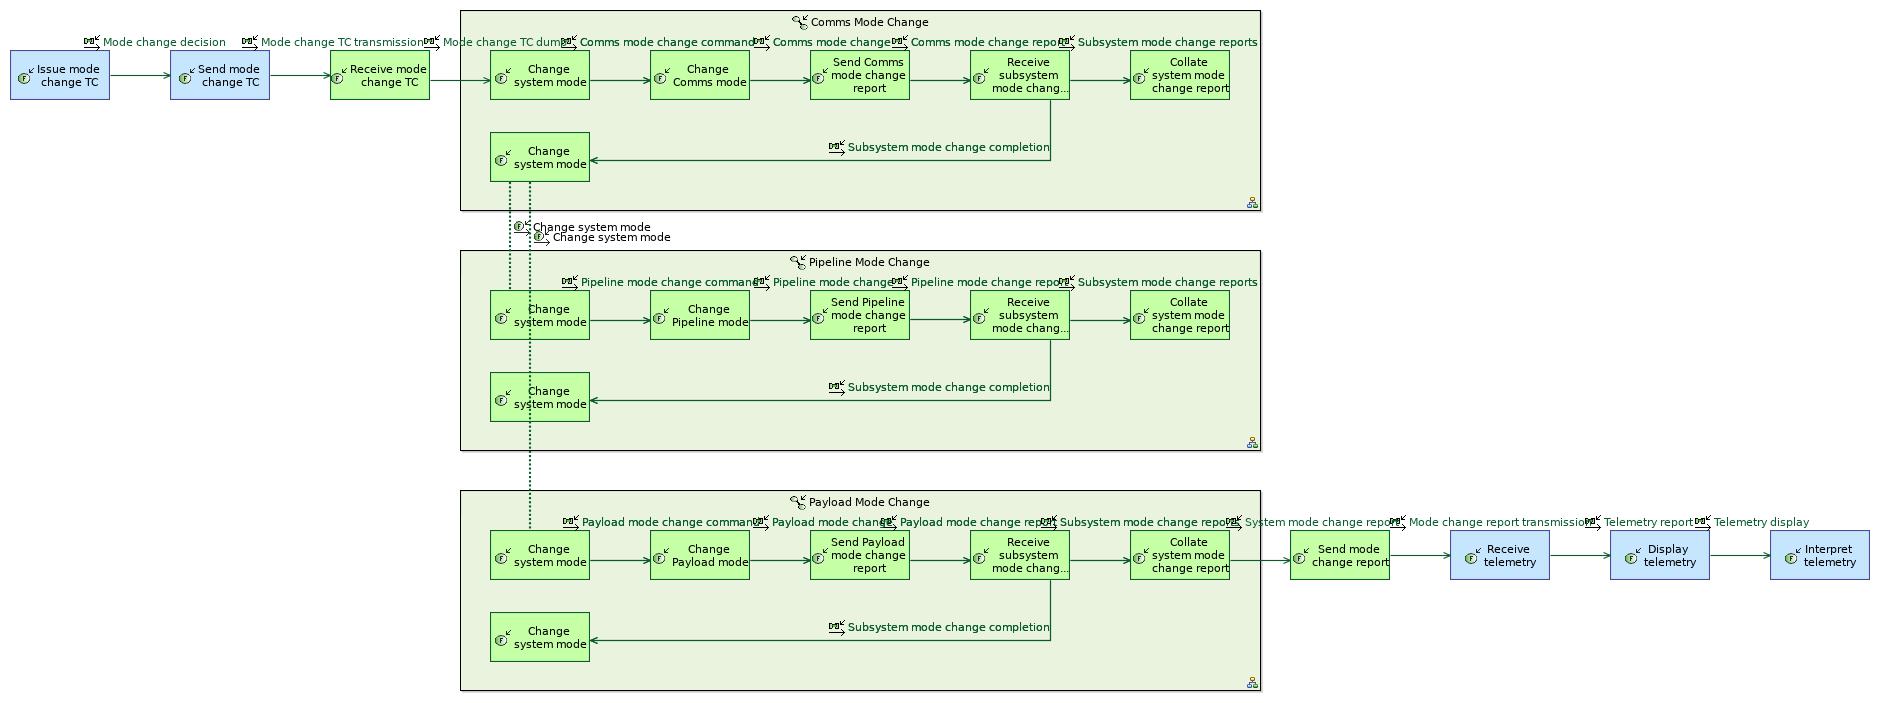 Comms Mode Change
Mode change decision
Mode change TC transmission
Mode change TC dump
Comms mode change command
Comms mode change
Comms mode change report
Subsystem mode change reports
Issue mode
change TC
Send mode
change TC
Receive mode
change TC
Change
system mode
Change
Comms mode
Send Comms
mode change
report
Receive
subsystem
mode chang...
Collate
system mode
change report
Subsystem mode change completion
Change
system mode
Change system mode
Change system mode
Pipeline Mode Change
Pipeline mode change command
Pipeline mode change
Pipeline mode change report
Subsystem mode change reports
Change
system mode
Change
Pipeline mode
Send Pipeline
mode change
report
Receive
subsystem
mode chang...
Collate
system mode
change report
Subsystem mode change completion
Change
system mode
Payload Mode Change
Payload mode change command
Payload mode change
Payload mode change report
Subsystem mode change reports
System mode change report
Mode change report transmission
Telemetry report
Telemetry display
Change
system mode
Change
Payload mode
Send Payload
mode change
report
Receive
subsystem
mode chang...
Collate
system mode
change report
Send mode
change report
Receive
telemetry
Display
telemetry
Interpret
telemetry
Subsystem mode change completion
Change
system mode